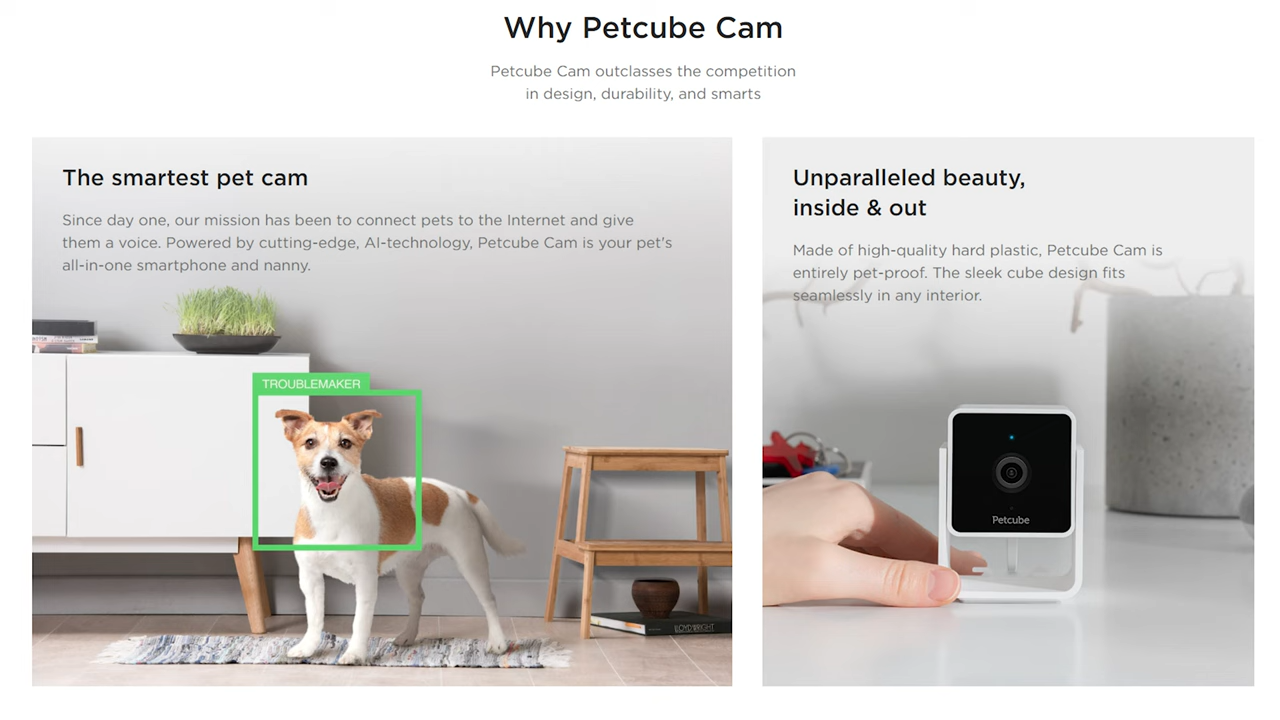 Why Petcube Cam
Petcube Cam outclasses the competition
in design, durability, and smarts
The smartest pet cam
Since day one, our mission has been to connect pets to the Internet and give
them a voice. Powered by cutting-edge, AI-technology, Petcube Cam is your pet's
all-in-one smartphone and nanny.
TROUBLEMAKER
LLOYD WRIGHT
Unparalleled beauty,
inside & out
Made of high-quality hard plastic, Petcube Cam is
entirely pet-proof. The sleek cube design fits
seamlessly in any interior.
Petcube